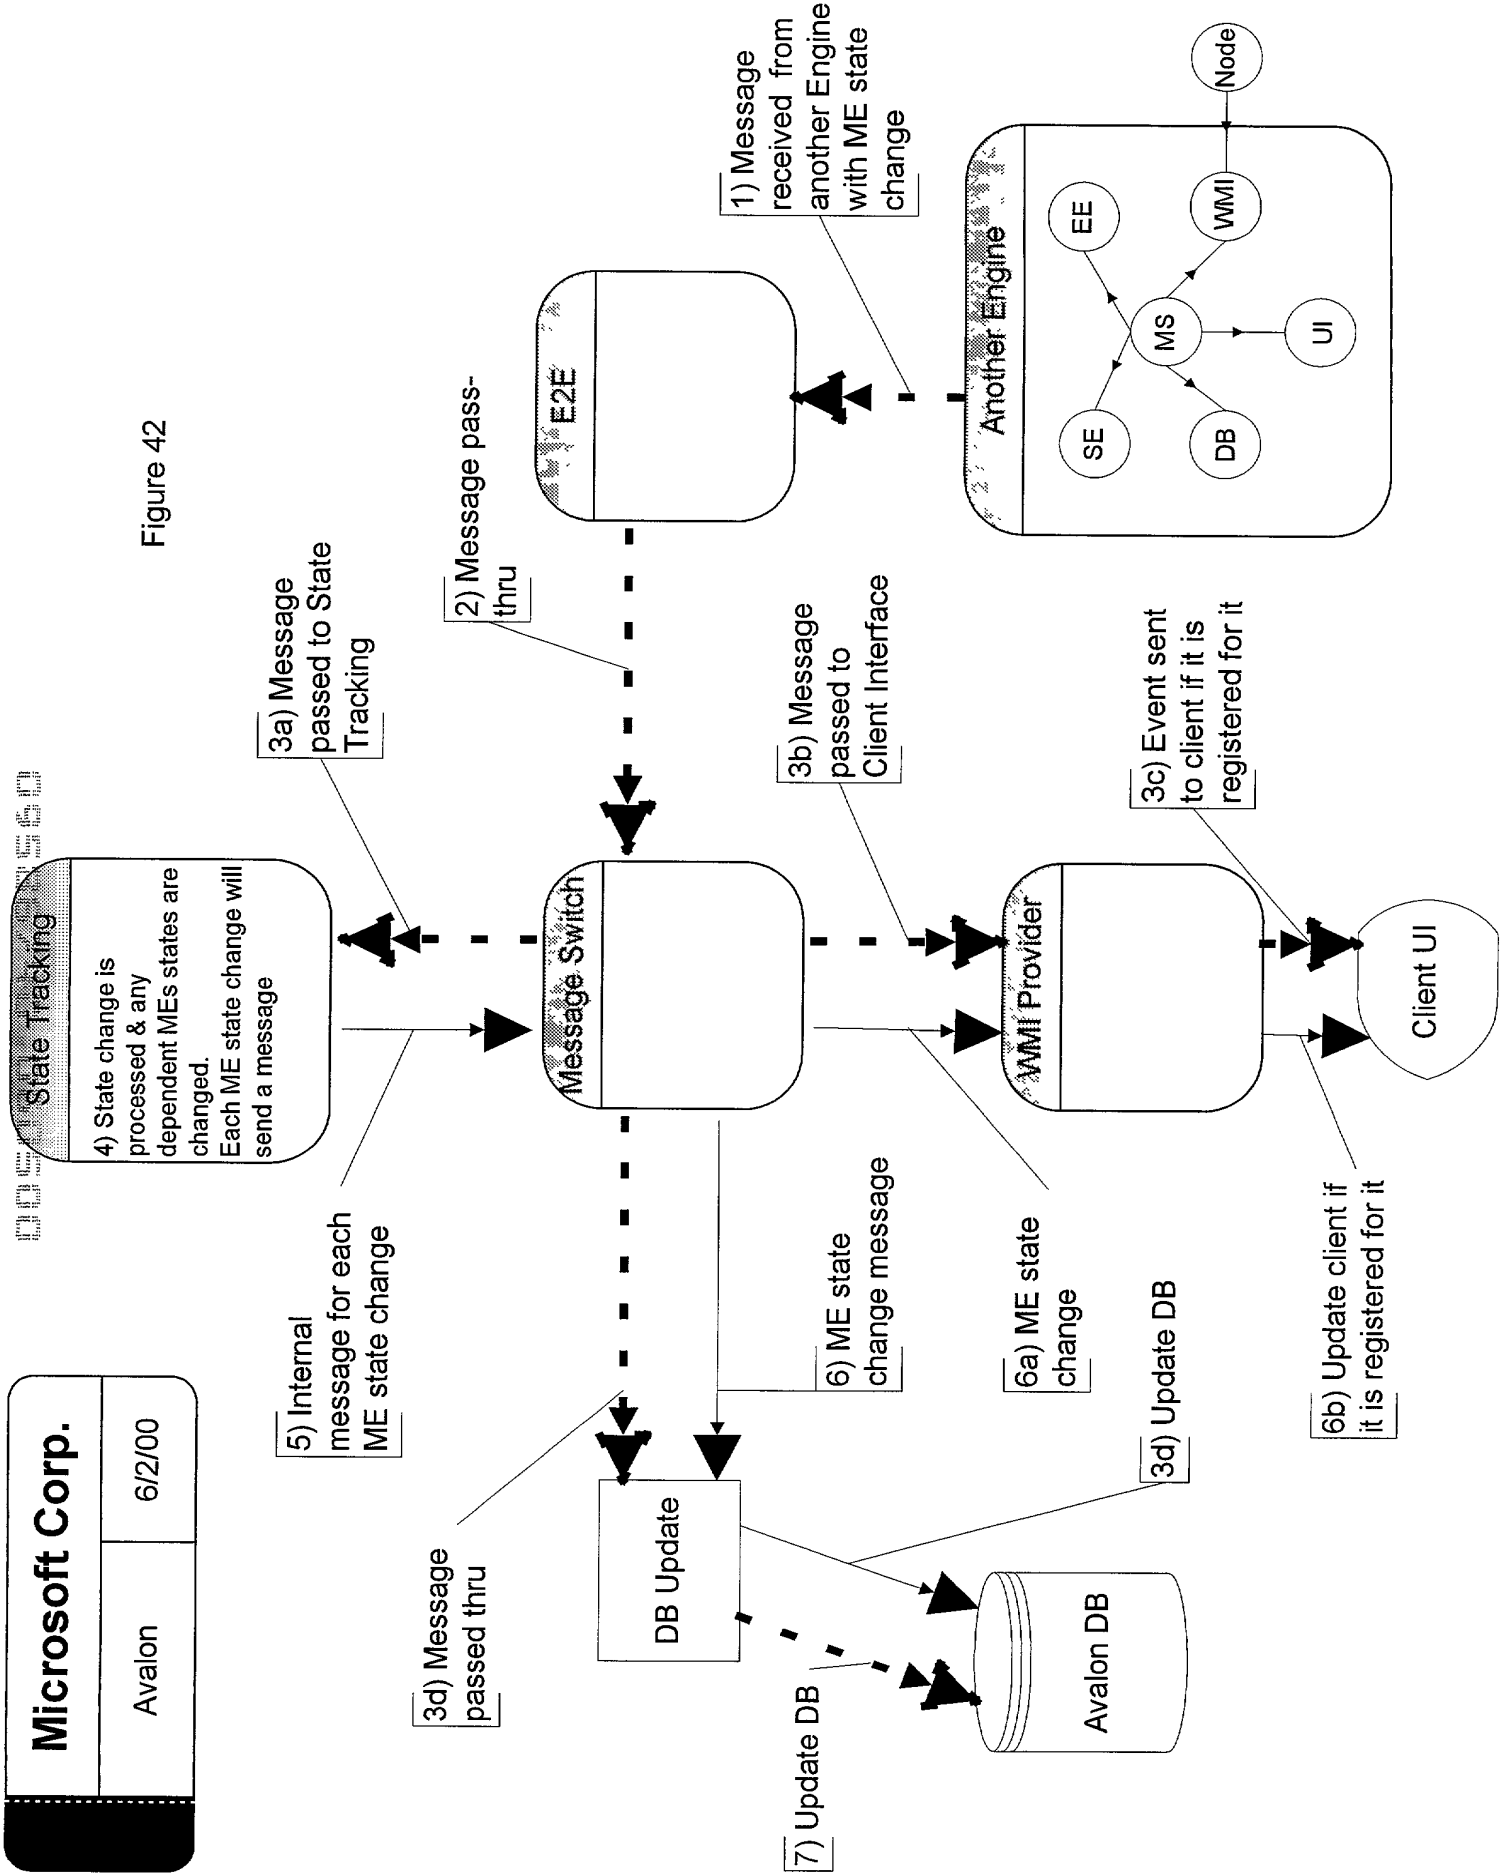 Microsoft Corp.
Avalon
6/2/00
Figure 42
State Tracking
4) State change is
processed & any
dependent MEs states are
changed.
Each ME state change will
send a message
3a) Message
passed to State
Tracking
5) Internal
message for each
ME state change
2) Message pass-
thru
3d) Message
passed thru
Message Switch
E2E
1) Message
received from
another Engine
with ME state
change
DB Update
6) ME state
change message
3b) Message
passed to
Client Interface
7) Update DB
6a) ME state
change
WMI Provider
Another Engine
SE
EE
MS
DB
WMI
UI
Node
Avalon DB
3d) Update DB
3c) Event sent
to client if it is
registered for it
6b) Update client if
it is registered for it
Client UI